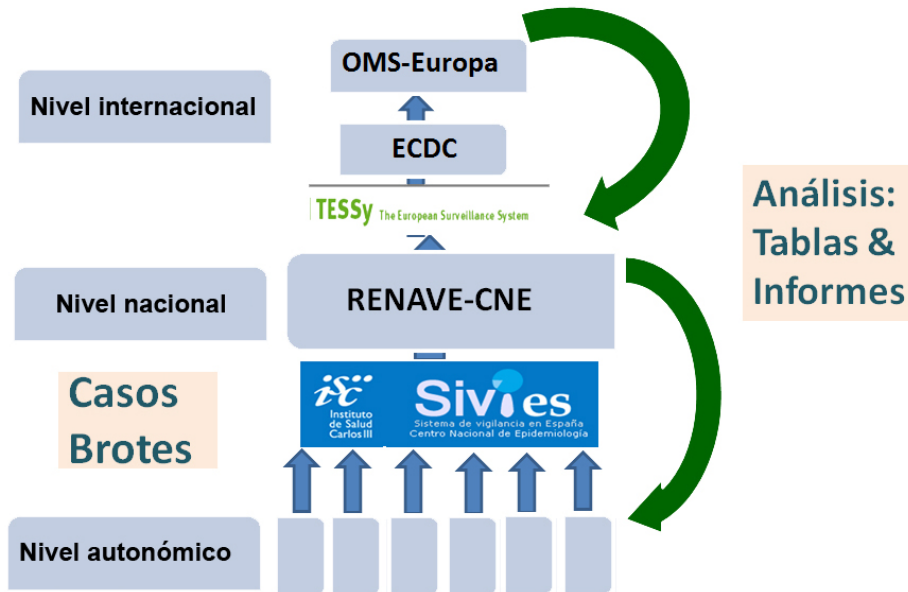 OMS-Europa
Nivel internacional
ECDC
TESSy The European Surveillance System
Análisis:
Tablas &
Informes
Nivel nacional
RENAVE-CNE
Casos
Brotes
isc
Instituto
de Salud
Carlos III
Sivies
Sistema de vigilancia en España
Centro Nacional de Epidemiología
Nivel autonómico